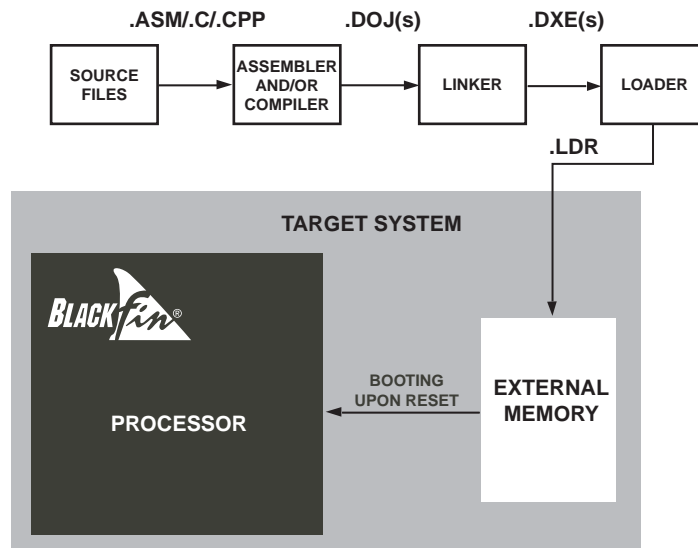 .ASM/.C/.CPP
.DOJ(s)
.DXE(s)
SOURCE
FILES
ASSEMBLER
AND/OR
COMPILER
LINKER
LOADER
.LDR
TARGET SYSTEM
BLACKfin®
PROCESSOR
BOOTING
UPON RESET
EXTERNAL
MEMORY